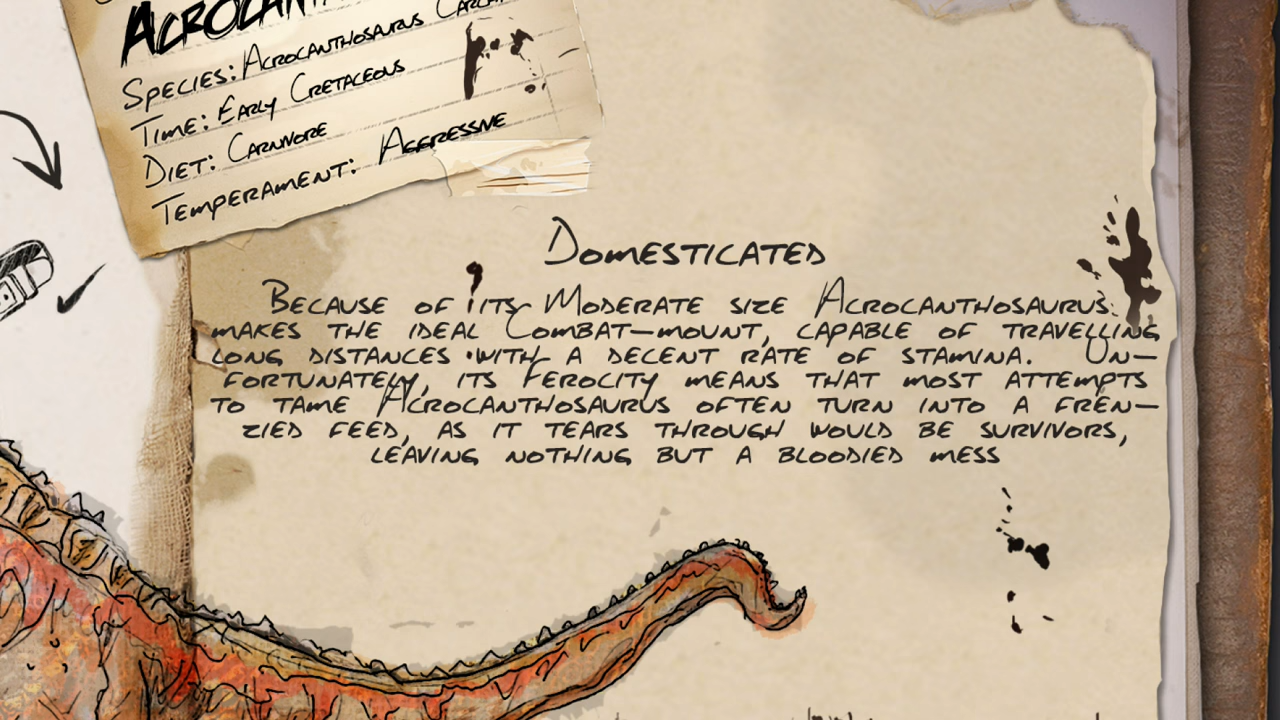 Species: Acrocanthosaurus
Time: Early Cretaceous
Diet: Carnivore
Temperament: Aggressive
Domesticated
Because of its Moderate size Acrocanthosaurus
makes the ideal Combat-mount, capable of travelling
long distances with a decent rate of stamina. Un-
fortunately, its ferocity means that most attempts
to tame Acrocanthosaurus often turn into a fren-
zied feed, as it tears through would be survivors,
leaving nothing but a bloodied mess